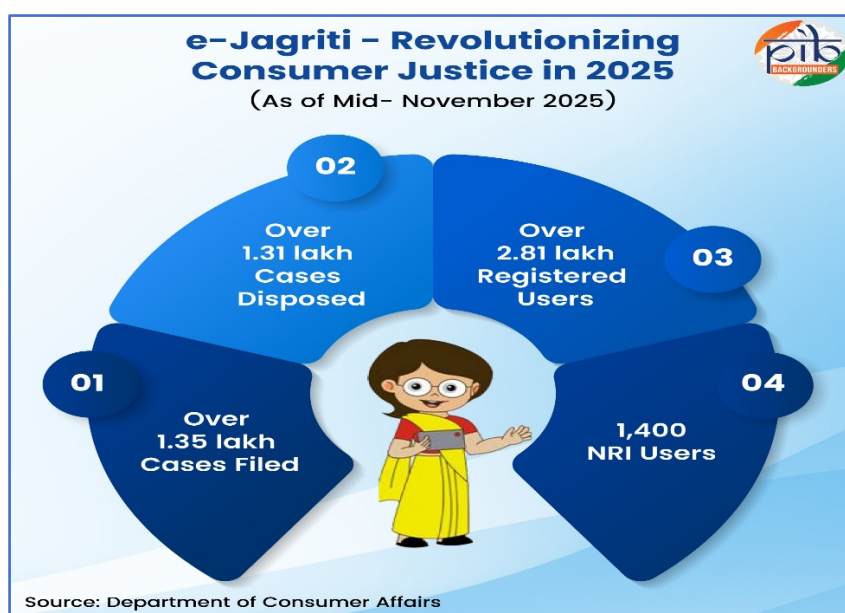 e-Jagriti - Revolutionizing
Consumer Justice in 2025
(As of Mid- November 2025)
pib
BACKGROUNDERS
02
Over
1.31 lakh
Cases
Disposed
Over
2.81 lakh
Registered
Users
03
01
Over
1.35 lakh
Cases Filed
04
1,400
NRI Users
Source: Department of Consumer Affairs